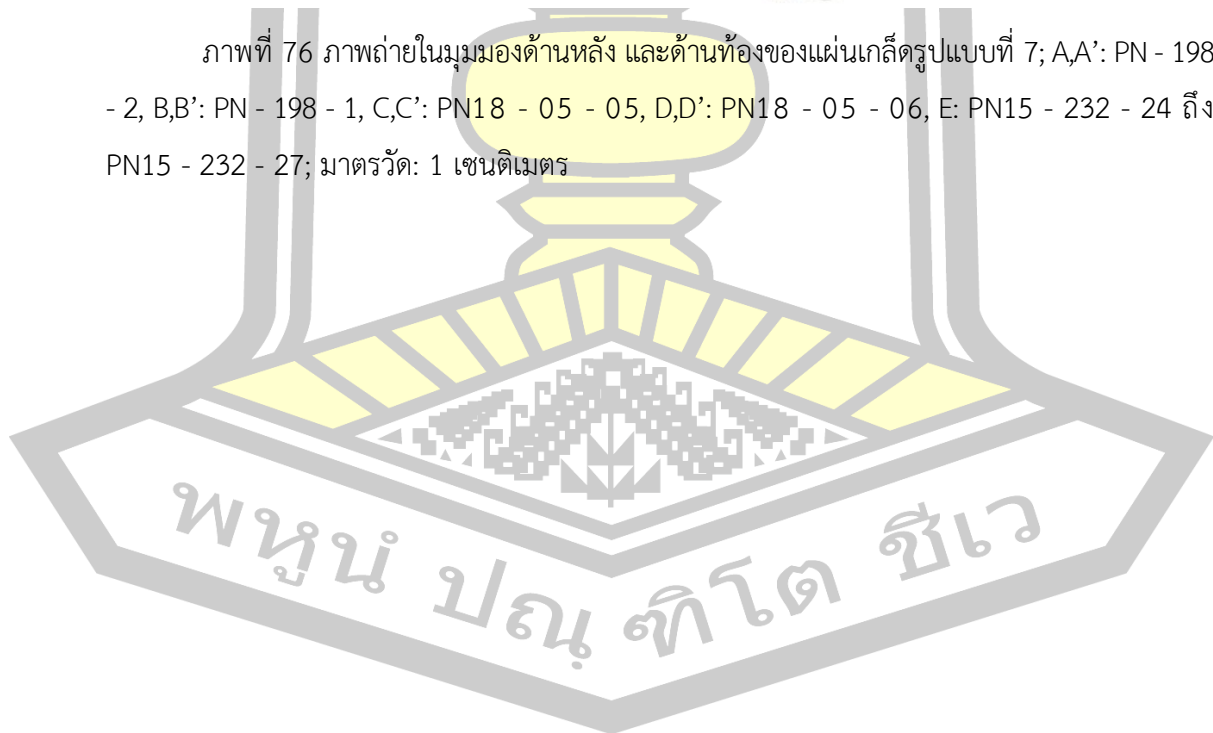 ภาพที่ 76 ภาพถ่ายในมุมมองด้านหลัง และด้านท้องของแผ่นเกล็ดรูปแบบที่ 7; A,A’: PN - 198
- 2, B,B’: PN - 198 - 1, C,C’: PN18 - 05 - 05, D,D’: PN18 - 05 - 06, E: PN15 - 232 - 24 ถึง
PN15 - 232 - 27; มาตรวัด: 1 เซนติเมตร
พหูนํ ปณฺฑิโต ชีเว